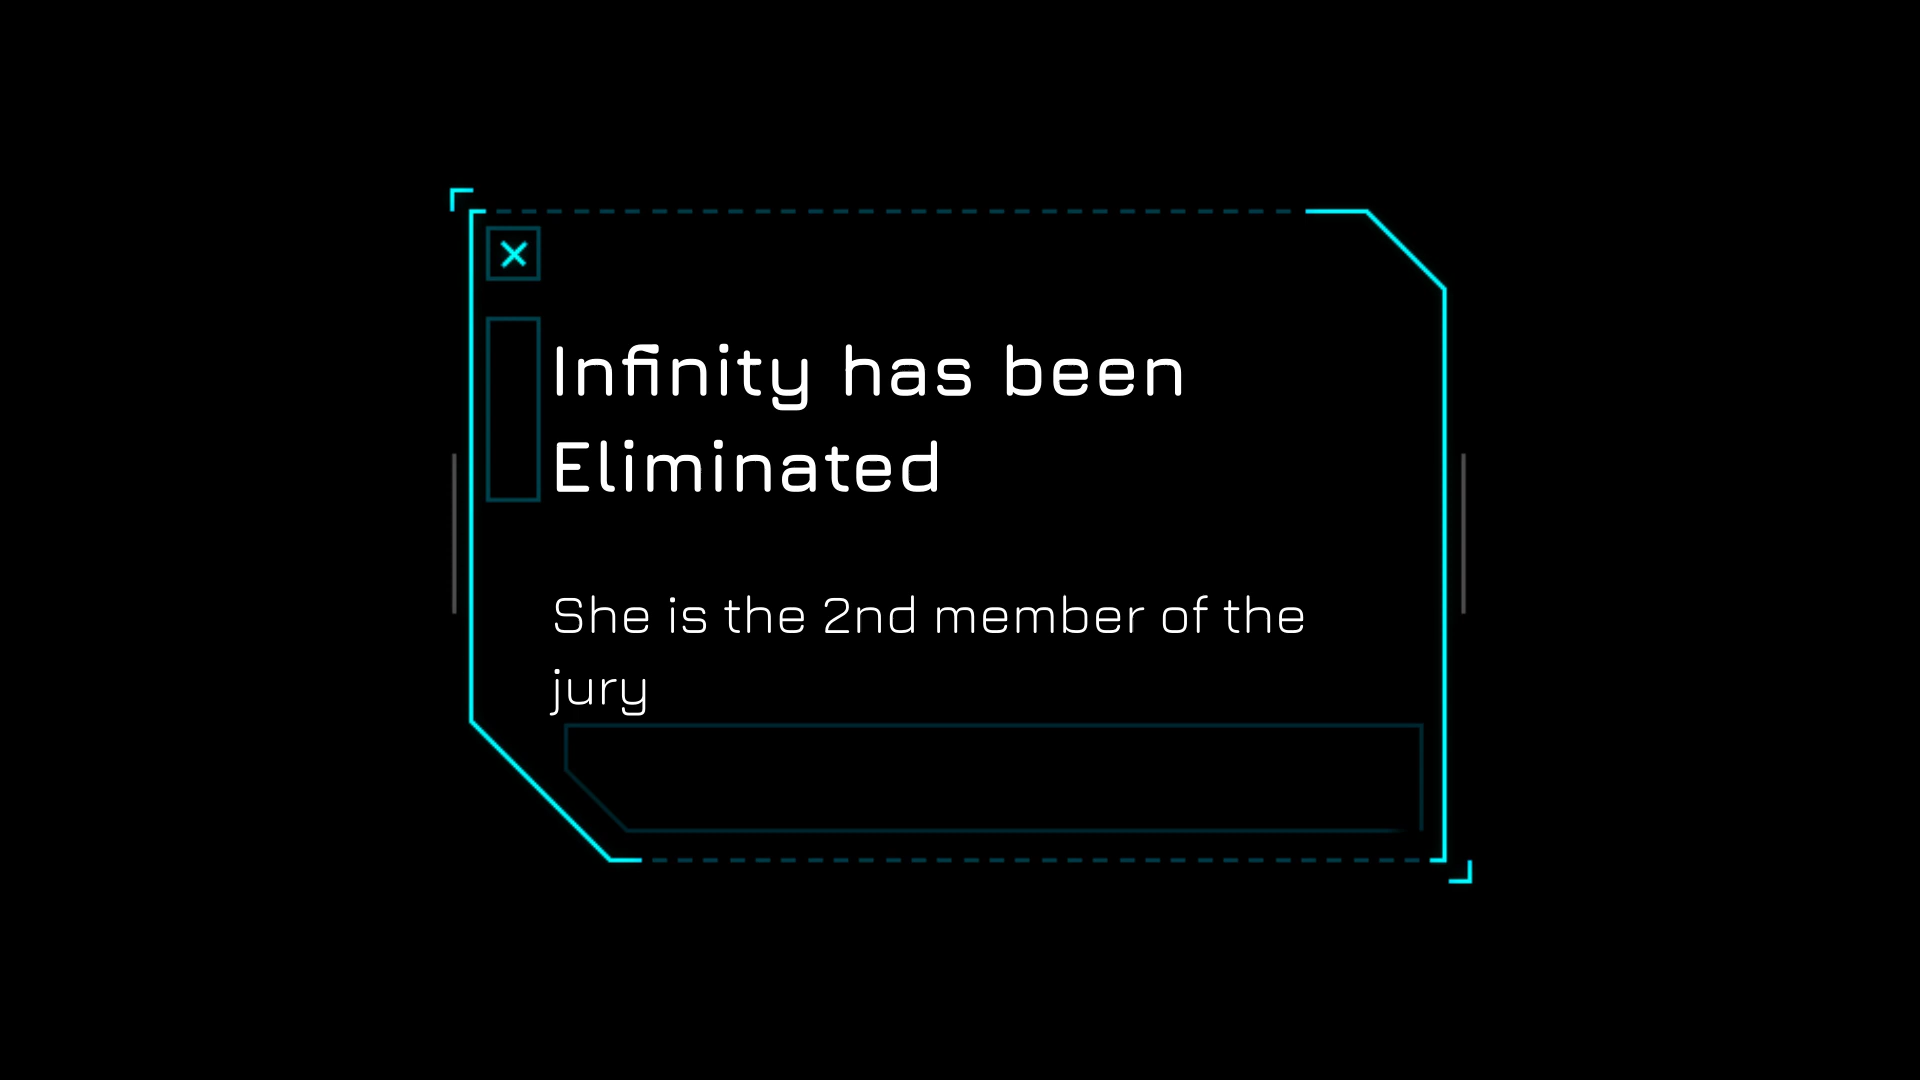 Infinity has been
Eliminated
She is the 2nd member of the
jury